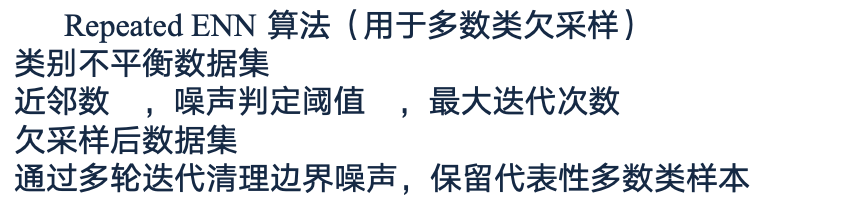 Repeated ENN 算法（用于多数类欠采样）
类别不平衡数据集
近邻数 ，噪声判定阈值 ，最大迭代次数
欠采样后数据集
通过多轮迭代清理边界噪声，保留代表性多数类样本